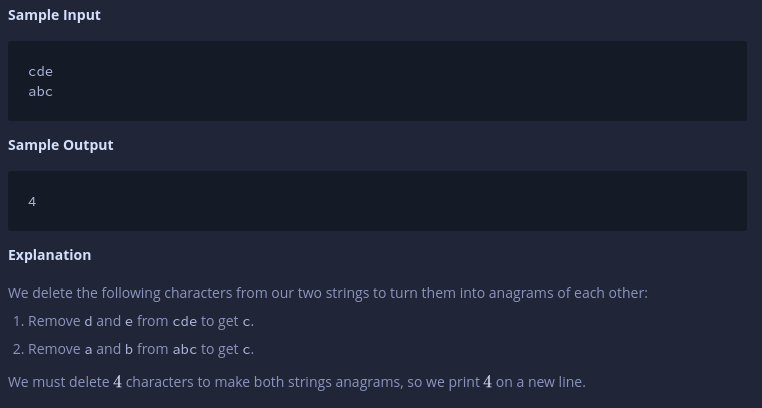 Sample Input
cde
abc
Sample Output
4
Explanation
We delete the following characters from our two strings to turn them into anagrams of each other:
1. Remove d and e from cde to get c.
2. Remove a and b from abc to get c.
We must delete 4 characters to make both strings anagrams, so we print 4 on a new line.